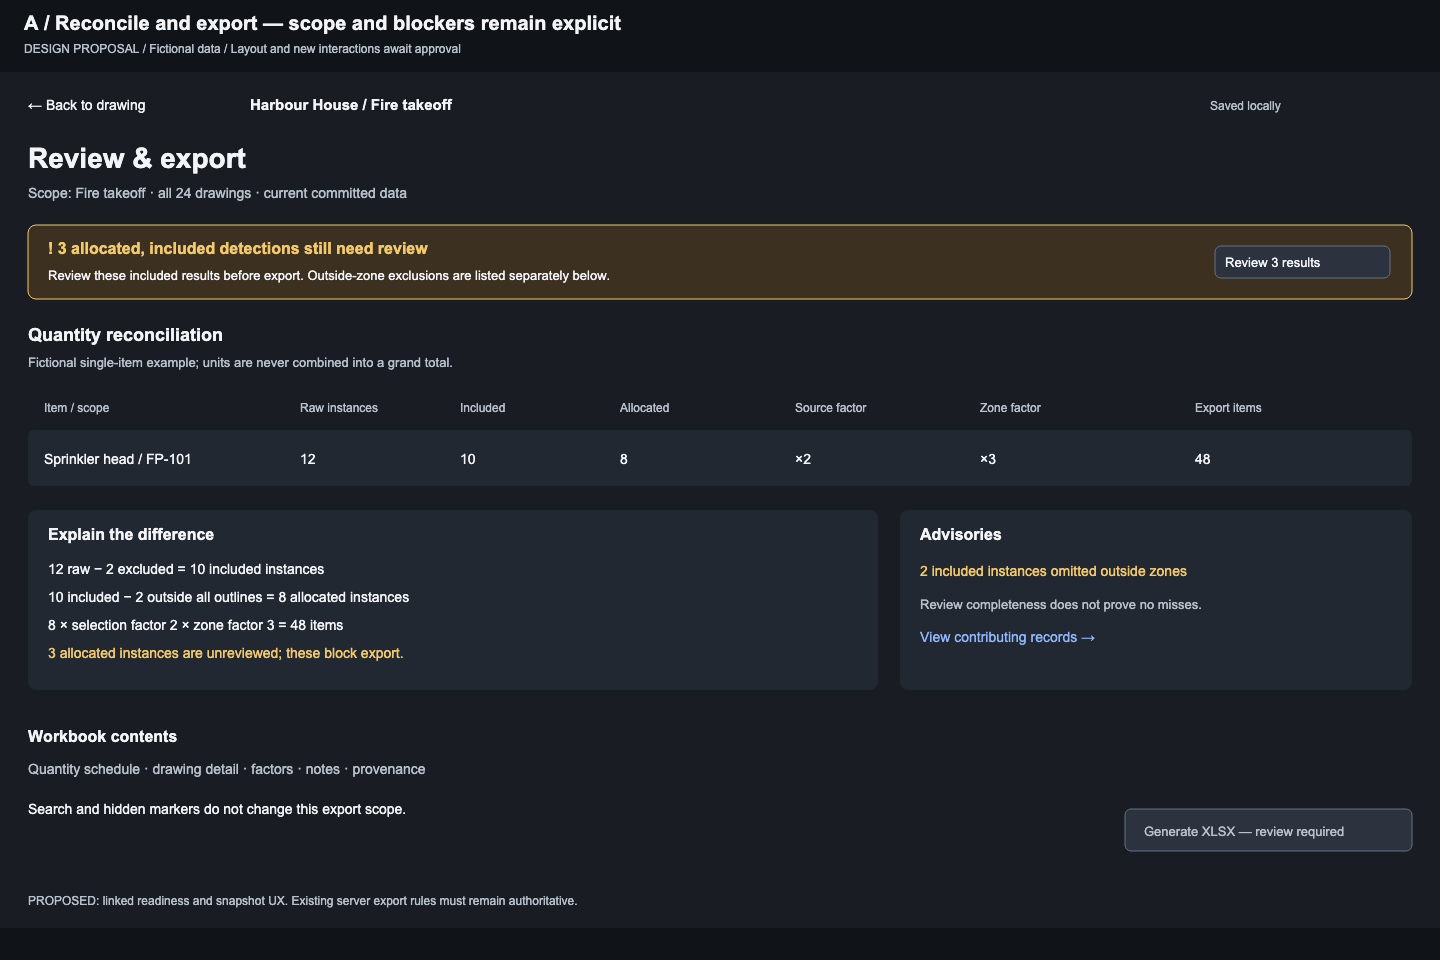 A / Reconcile and export — scope and blockers remain explicit
DESIGN PROPOSAL / Fictional data / Layout and new interactions await approval
← Back to drawing
Harbour House / Fire takeoff
Saved locally
Review & export
Scope: Fire takeoff · all 24 drawings · current committed data
! 3 allocated, included detections still need review
Review these included results before export. Outside-zone exclusions are listed separately below.
Review 3 results
Quantity reconciliation
Fictional single-item example; units are never combined into a grand total.
Item / scope Raw instances Included Allocated Source factor Zone factor Export items
Sprinkler head / FP-101 12 10 8 ×2 ×3 48
Explain the difference
12 raw − 2 excluded = 10 included instances
10 included − 2 outside all outlines = 8 allocated instances
8 × selection factor 2 × zone factor 3 = 48 items
3 allocated instances are unreviewed; these block export.
Advisories
2 included instances omitted outside zones
Review completeness does not prove no misses.
View contributing records →
Workbook contents
Quantity schedule · drawing detail · factors · notes · provenance
Search and hidden markers do not change this export scope.
Generate XLSX — review required
PROPOSED: linked readiness and snapshot UX. Existing server export rules must remain authoritative.